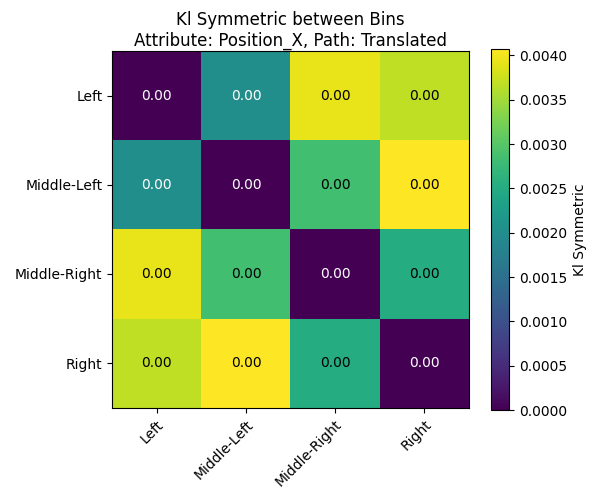 Kl Symmetric between Bins
Attribute: Position_X, Path: Translated
Left 0.00 0.00 0.00 0.00
Middle-Left 0.00 0.00 0.00 0.00
Middle-Right 0.00 0.00 0.00 0.00
Right 0.00 0.00 0.00 0.00
Left Middle-Left Middle-Right Right
0.0040
0.0035
0.0030
0.0025
0.0020
0.0015
0.0010
0.0005
0.0000
Kl Symmetric